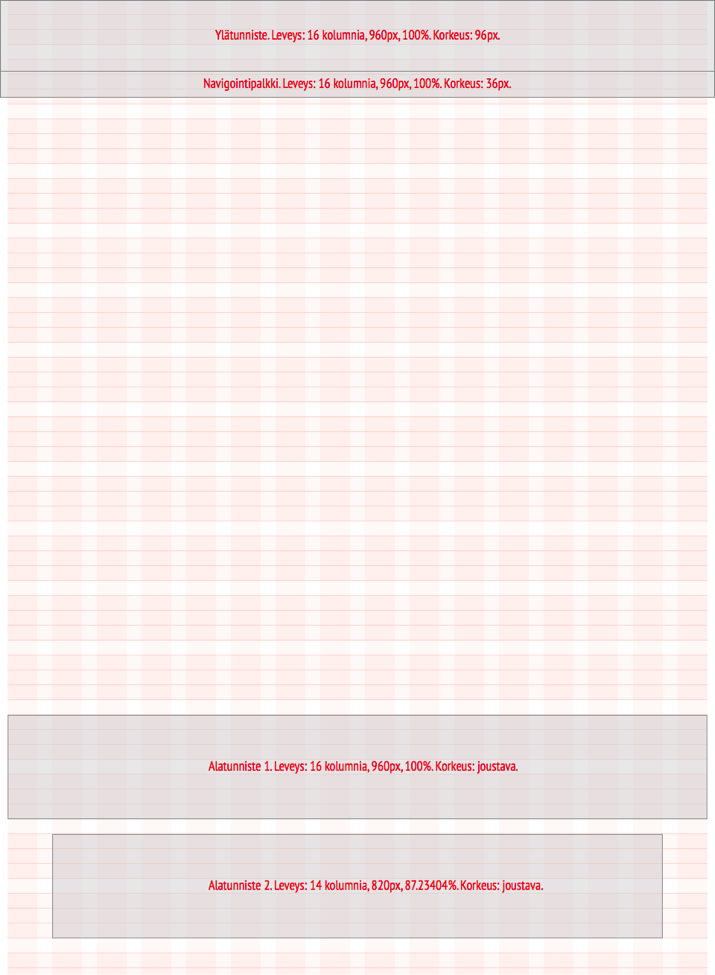 Ylätunniste. Leveys: 16 kolumnia, 960px, 100%. Korkeus: 96px.
Navigointipalkki. Leveys: 16 kolumnia, 960px, 100%. Korkeus: 36px.
Alatunniste 1. Leveys: 16 kolumnia, 960px, 100%. Korkeus: joustava.
Alatunniste 2. Leveys: 14 kolumnia, 820px, 87.23404%. Korkeus: joustava.